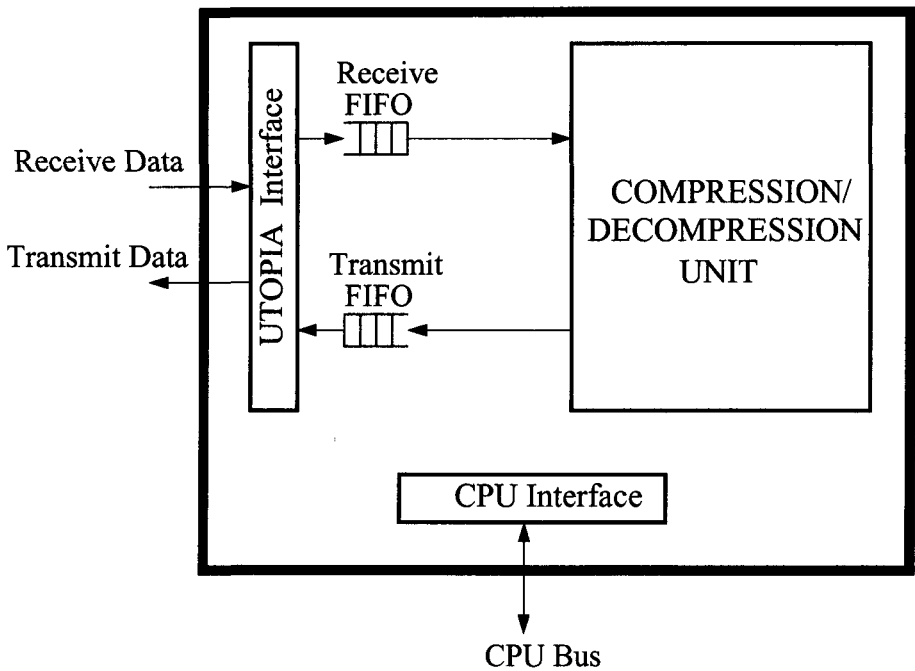 Receive Data
Transmit Data
UTOPIA Interface
Receive
FIFO
Transmit
FIFO
COMPRESSION/
DECOMPRESSION
UNIT
CPU Interface
CPU Bus